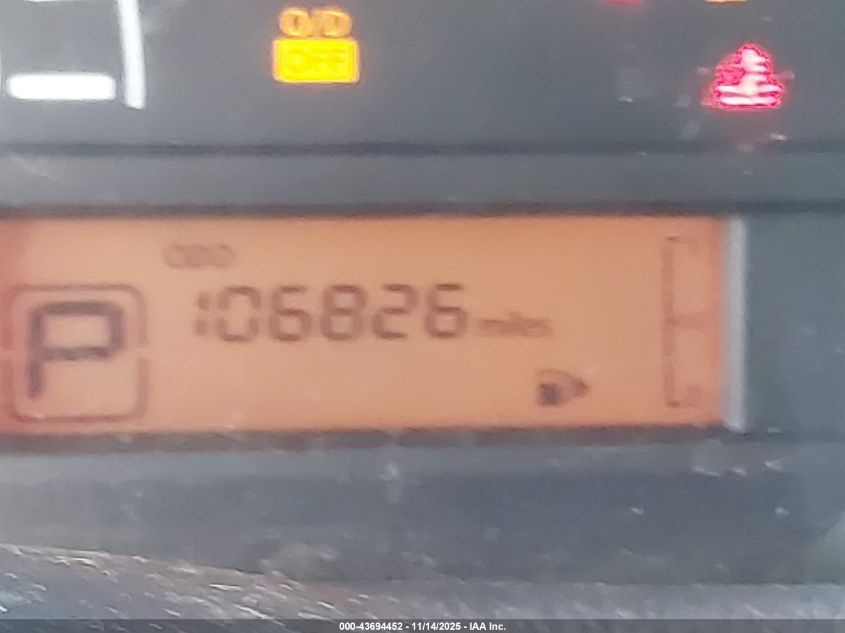 O/D
OFF
ODO
P
106826 miles
000-43694452 - 11/14/2025 - IAA Inc.